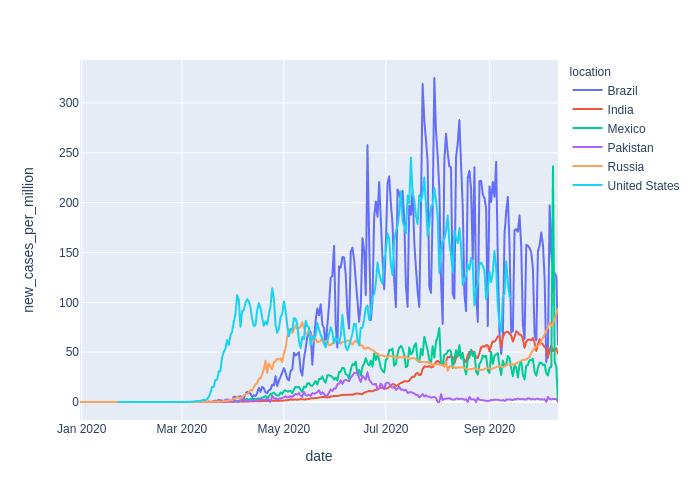 location
Brazil
India
Mexico
Pakistan
Russia
United States
new_cases_per_million
300
250
200
150
100
50
0
Jan 2020
Mar 2020
May 2020
Jul 2020
Sep 2020
date